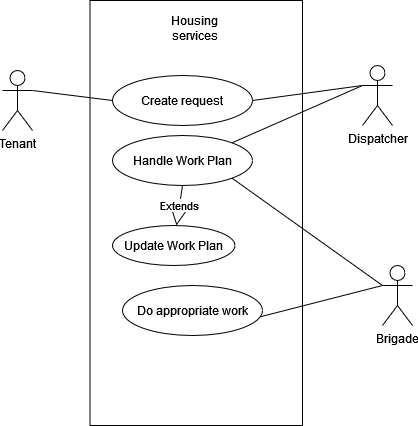 Housing
services
Create request
Tenant
Dispatcher
Handle Work Plan
Extends
Update Work Plan
Do appropriate work
Brigade